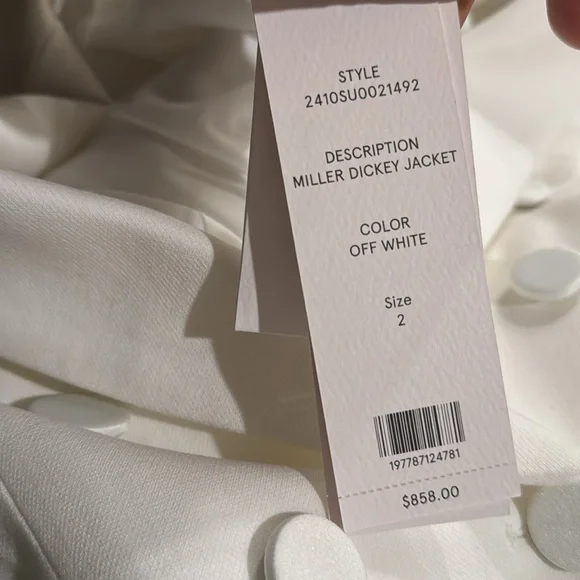 STYLE
2410SU0021492
DESCRIPTION
MILLER DICKEY JACKET
COLOR
OFF WHITE
Size
2
197787124781
$858.00